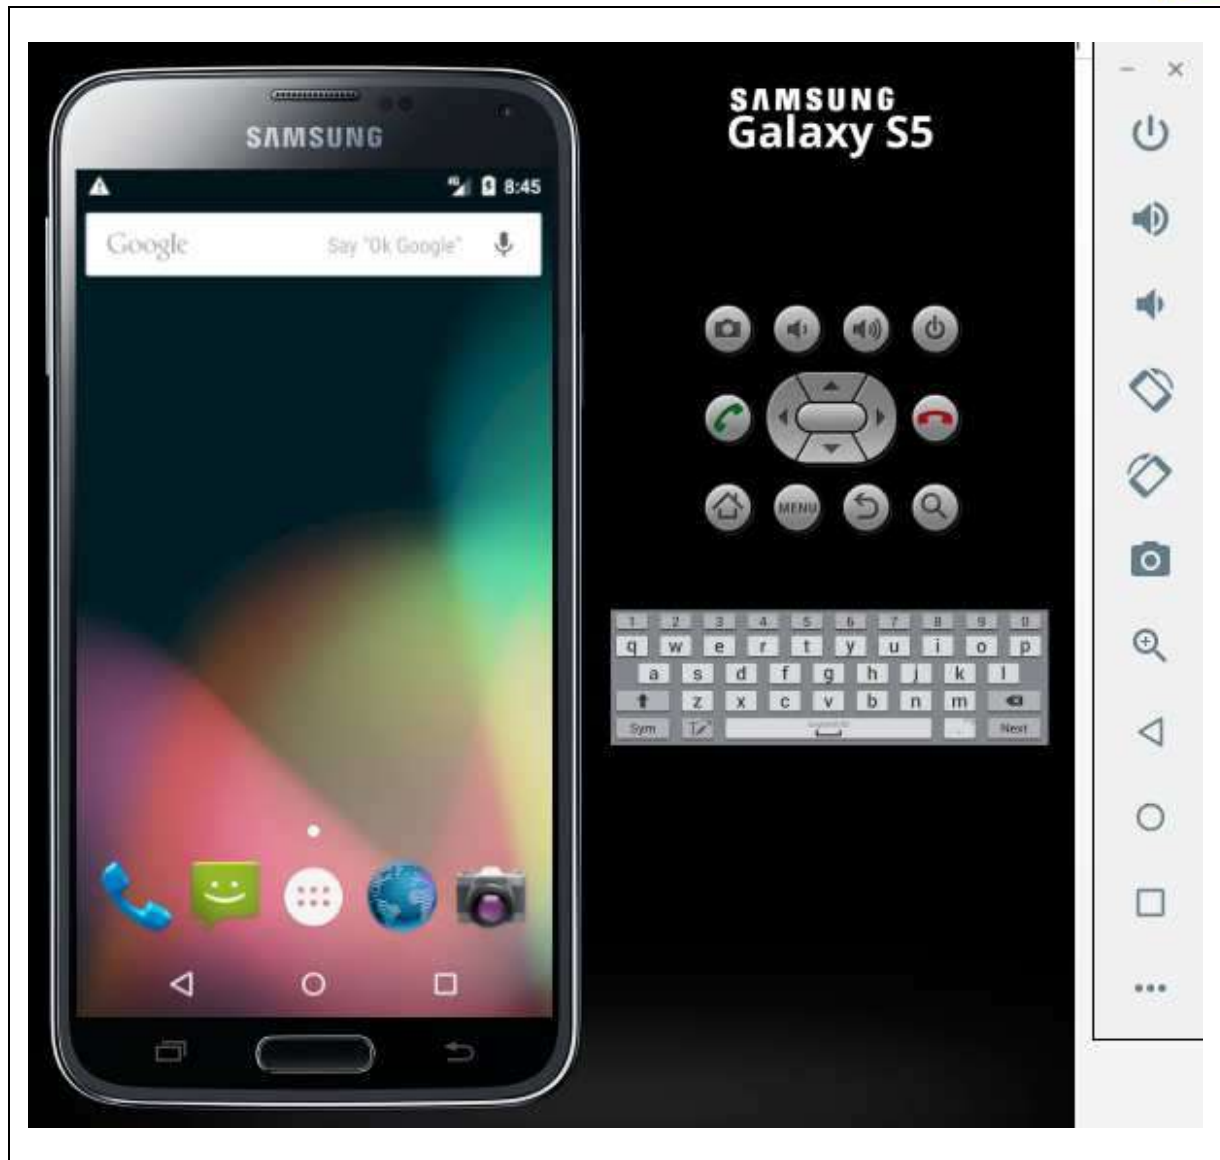 SAMSUNG
8:45
Google Say "Ok Google"
SAMSUNG
Galaxy S5
MENU
1 2 3 4 5 6 7 8 9 0
q w e r t y u i o p
a s d f g h j k l
z x c v b n m
Sym Next